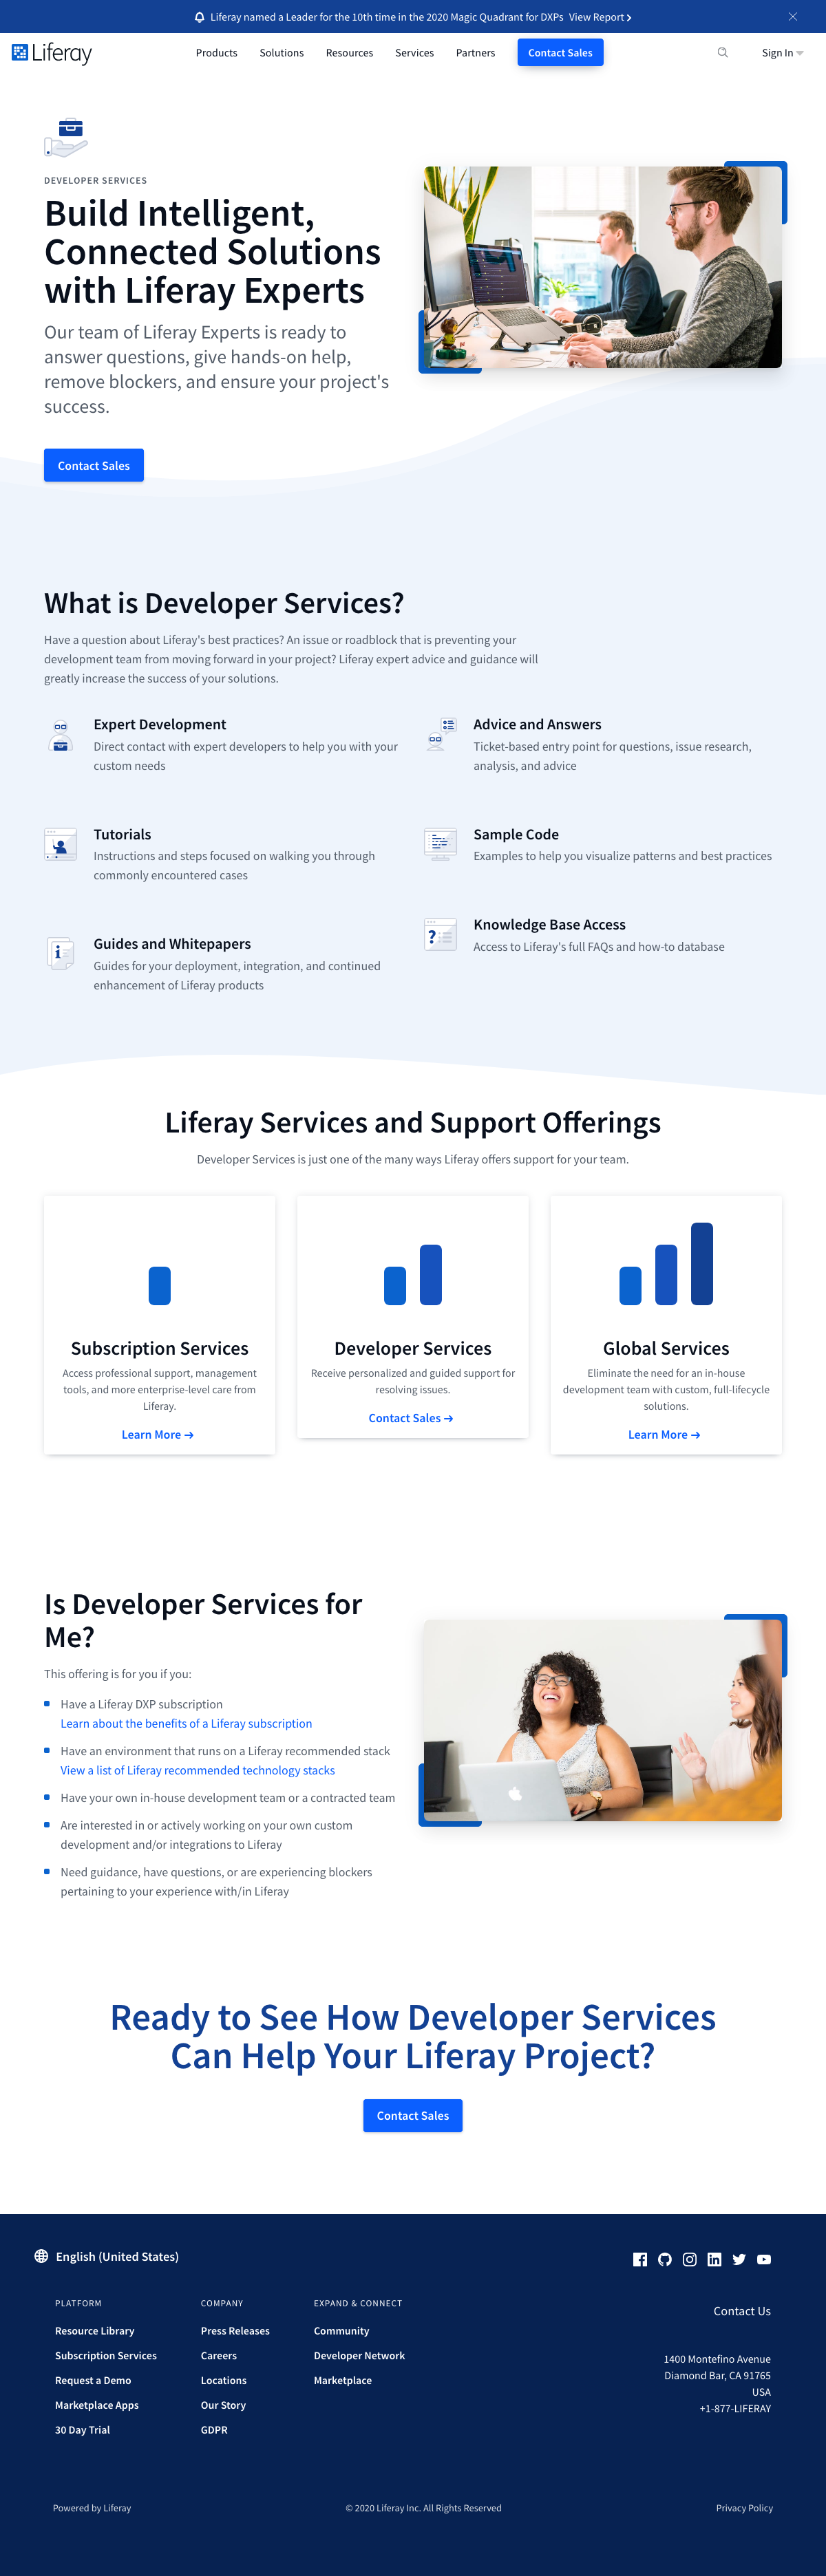 Liferay named a Leader for the 10th time in the 2020 Magic Quadrant for DXPs View Report
Liferay
Products
Solutions
Resources
Services
Partners
Contact Sales
Sign In
DEVELOPER SERVICES
Build Intelligent,
Connected Solutions
with Liferay Experts
Our team of Liferay Experts is ready to
answer questions, give hands-on help,
remove blockers, and ensure your project's
success.
Contact Sales
What is Developer Services?
Have a question about Liferay's best practices? An issue or roadblock that is preventing your
development team from moving forward in your project? Liferay expert advice and guidance will
greatly increase the success of your solutions.
Expert Development
Direct contact with expert developers to help you with your
custom needs
Advice and Answers
Ticket-based entry point for questions, issue research,
analysis, and advice
Tutorials
Instructions and steps focused on walking you through
commonly encountered cases
Sample Code
Examples to help you visualize patterns and best practices
Guides and Whitepapers
Guides for your deployment, integration, and continued
enhancement of Liferay products
Knowledge Base Access
Access to Liferay's full FAQs and how-to database
Liferay Services and Support Offerings
Developer Services is just one of the many ways Liferay offers support for your team.
Subscription Services
Access professional support, management
tools, and more enterprise-level care from
Liferay.
Learn More →
Developer Services
Receive personalized and guided support for
resolving issues.
Contact Sales →
Global Services
Eliminate the need for an in-house
development team with custom, full-lifecycle
solutions.
Learn More →
Is Developer Services for
Me?
This offering is for you if you:
Have a Liferay DXP subscription
Learn about the benefits of a Liferay subscription
Have an environment that runs on a Liferay recommended stack
View a list of Liferay recommended technology stacks
Have your own in-house development team or a contracted team
Are interested in or actively working on your own custom
development and/or integrations to Liferay
Need guidance, have questions, or are experiencing blockers
pertaining to your experience with/in Liferay
Ready to See How Developer Services
Can Help Your Liferay Project?
Contact Sales
English (United States)
PLATFORM
Resource Library
Subscription Services
Request a Demo
Marketplace Apps
30 Day Trial
COMPANY
Press Releases
Careers
Locations
Our Story
GDPR
EXPAND & CONNECT
Community
Developer Network
Marketplace
Contact Us
1400 Montefino Avenue
Diamond Bar, CA 91765
USA
+1-877-LIFERAY
Powered by Liferay
© 2020 Liferay Inc. All Rights Reserved
Privacy Policy